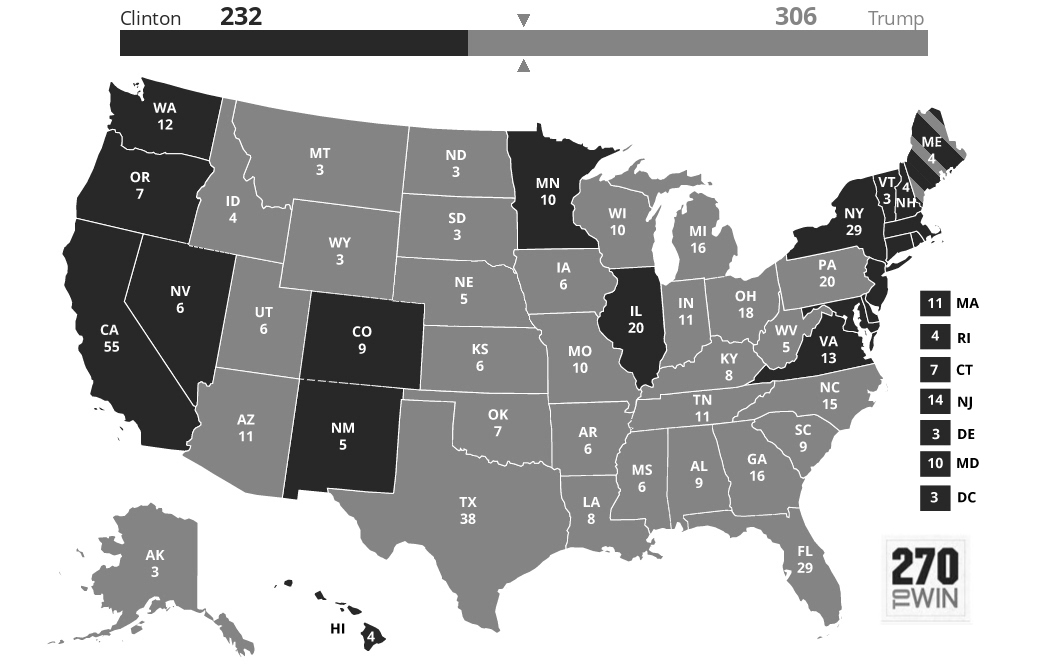 Clinton 232 306 Trump
WA
12
OR
7
CA
55
NV
6
ID
4
MT
3
WY
3
UT
6
AZ
11
CO
9
NM
5
ND
3
SD
3
NE
5
KS
6
OK
7
TX
38
MN
10
IA
6
MO
10
AR
6
LA
8
WI
10
IL
20
MI
16
IN
11
OH
18
KY
8
TN
11
MS
6
AL
9
GA
16
FL
29
SC
9
NC
15
VA
13
WV
5
PA
20
NY
29
VT
3
4
NH
ME
4
AK
3
HI 4
11 MA
4 RI
7 CT
14 NJ
3 DE
10 MD
3 DC
270
TO WIN